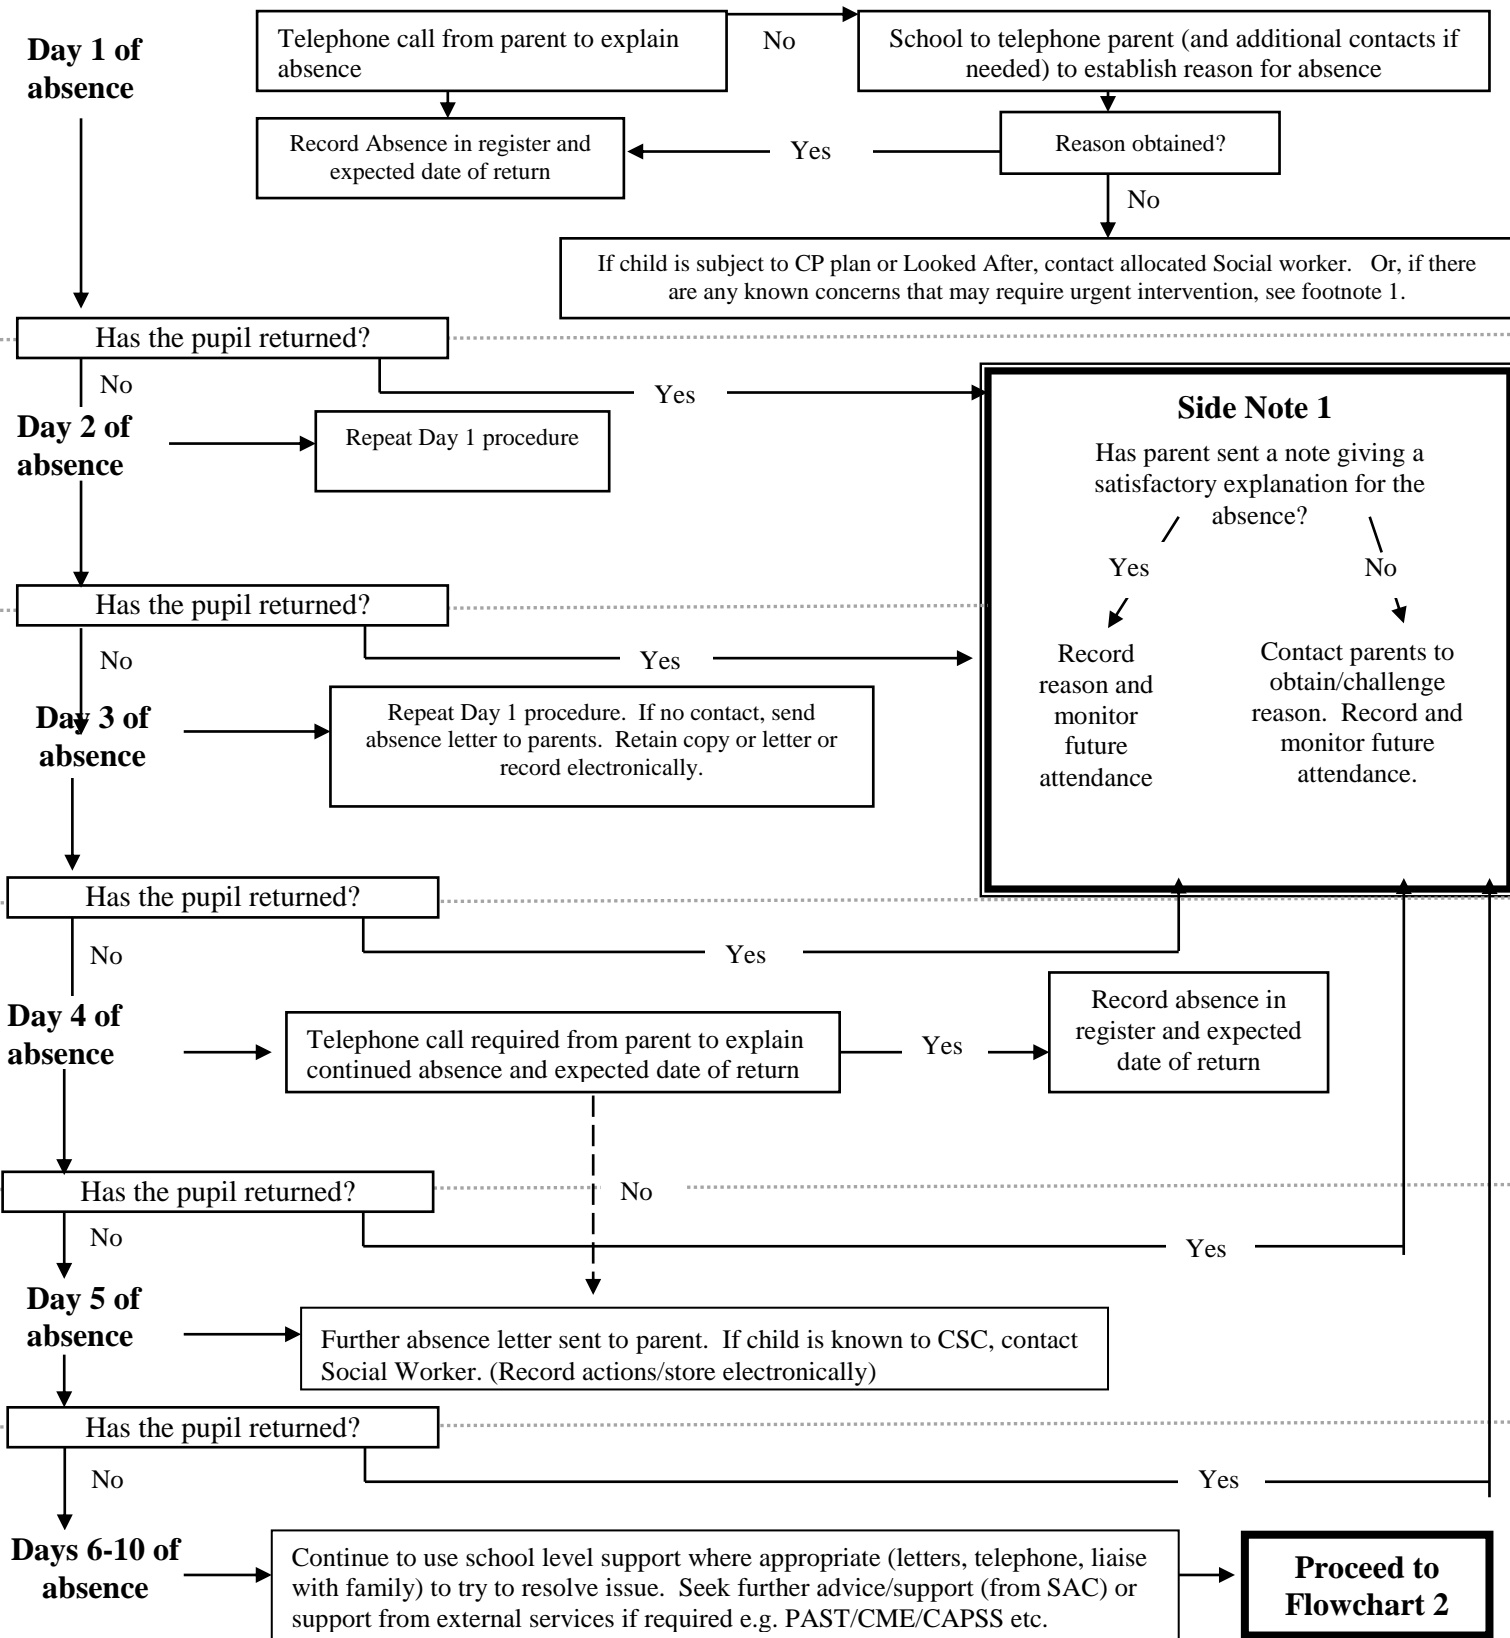 Day 1 of
absence
Telephone call from parent to explain
absence
No
School to telephone parent (and additional contacts if
needed) to establish reason for absence
Record Absence in register and
expected date of return
Yes
Reason obtained?
No
If child is subject to CP plan or Looked After, contact allocated Social worker. Or, if there
are any known concerns that may require urgent intervention, see footnote 1.
Has the pupil returned?
No
Yes
Day 2 of
absence
Repeat Day 1 procedure
Side Note 1
Has parent sent a note giving a
satisfactory explanation for the
absence?
Yes
No
Record
reason and
monitor
future
attendance
Contact parents to
obtain/challenge
reason. Record and
monitor future
attendance.
Has the pupil returned?
No
Yes
Day 3 of
absence
Repeat Day 1 procedure. If no contact, send
absence letter to parents. Retain copy or letter or
record electronically.
Has the pupil returned?
No
Yes
Day 4 of
absence
Telephone call required from parent to explain
continued absence and expected date of return
Yes
Record absence in
register and expected
date of return
Has the pupil returned?
No
No
Yes
Day 5 of
absence
Further absence letter sent to parent. If child is known to CSC, contact
Social Worker. (Record actions/store electronically)
Has the pupil returned?
No
Yes
Days 6-10 of
absence
Continue to use school level support where appropriate (letters, telephone, liaise
with family) to try to resolve issue. Seek further advice/support (from SAC) or
support from external services if required e.g. PAST/CME/CAPSS etc.
Proceed to
Flowchart 2